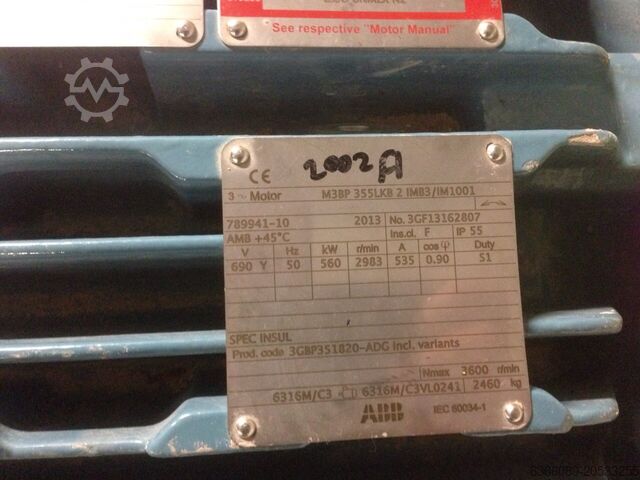 See respective "Motor Manual"
2002A
CE
3~Motor M3BP 355LKB 2 IMB3/IM1001
789941-10 2013 No. 3GF13162807
AMB +45°C Ins.cl. F IP 55
V Hz kW r/min A cos φ Duty
690 Y 50 560 2983 535 0.90 S1
SPEC INSUL
Prod. code 3GBP351820-ADG incl. variants
Nmax 3600 r/min
6316M/C3 6316M/C3VL0241 2460 kg
ABB IEC 60034-1